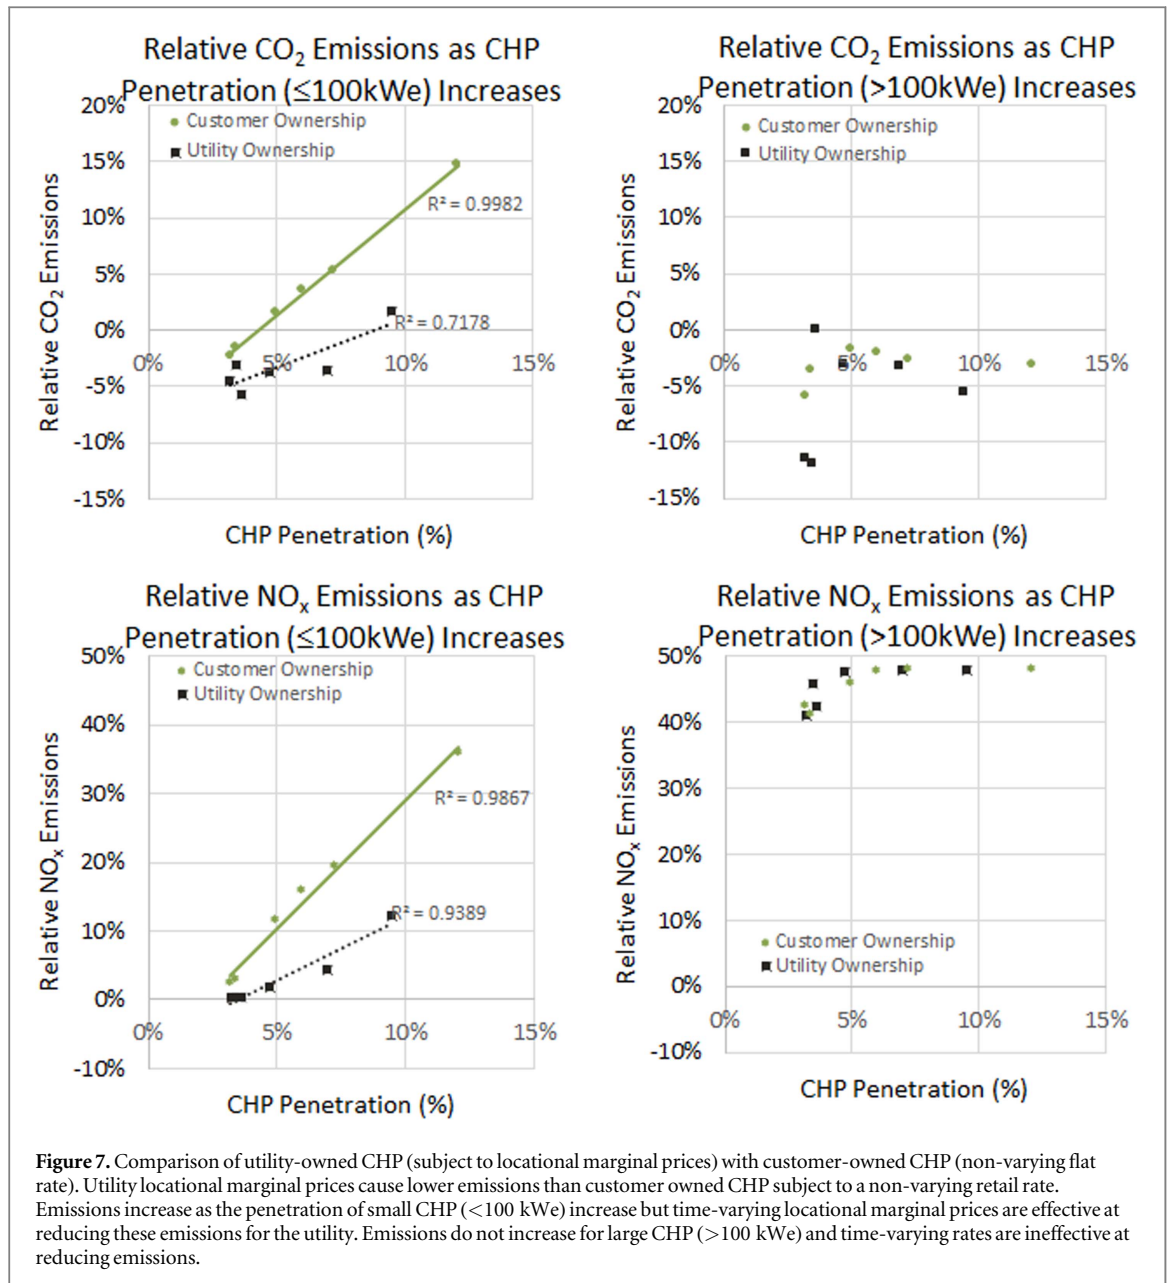 Relative CO₂ Emissions as CHP
Penetration (≤100kWe) Increases
20%
15%
10%
5%
0%
-5%
-10%
-15%
Customer Ownership
Utility Ownership
R² = 0.9982
R² = 0.7178
0%
5%
10%
15%
Relative CO₂ Emissions
CHP Penetration (%)
Relative CO₂ Emissions as CHP
Penetration (>100kWe) Increases
20%
15%
10%
5%
0%
-5%
-10%
-15%
Customer Ownership
Utility Ownership
0%
5%
10%
15%
Relative CO₂ Emissions
CHP Penetration (%)
Relative NOₓ Emissions as CHP
Penetration (≤100kWe) Increases
50%
40%
30%
20%
10%
0%
-10%
Customer Ownership
Utility Ownership
R² = 0.9867
R² = 0.9389
0%
5%
10%
15%
Relative NOₓ Emissions
CHP Penetration (%)
Relative NOₓ Emissions as CHP
Penetration (>100kWe) Increases
50%
40%
30%
20%
10%
0%
-10%
Customer Ownership
Utility Ownership
0%
5%
10%
15%
Relative NOₓ Emissions
CHP Penetration (%)
Figure 7. Comparison of utility-owned CHP (subject to locational marginal prices) with customer-owned CHP (non-varying flat
rate). Utility locational marginal prices cause lower emissions than customer owned CHP subject to a non-varying retail rate.
Emissions increase as the penetration of small CHP (<100 kWe) increase but time-varying locational marginal prices are effective at
reducing these emissions for the utility. Emissions do not increase for large CHP (>100 kWe) and time-varying rates are ineffective at
reducing emissions.